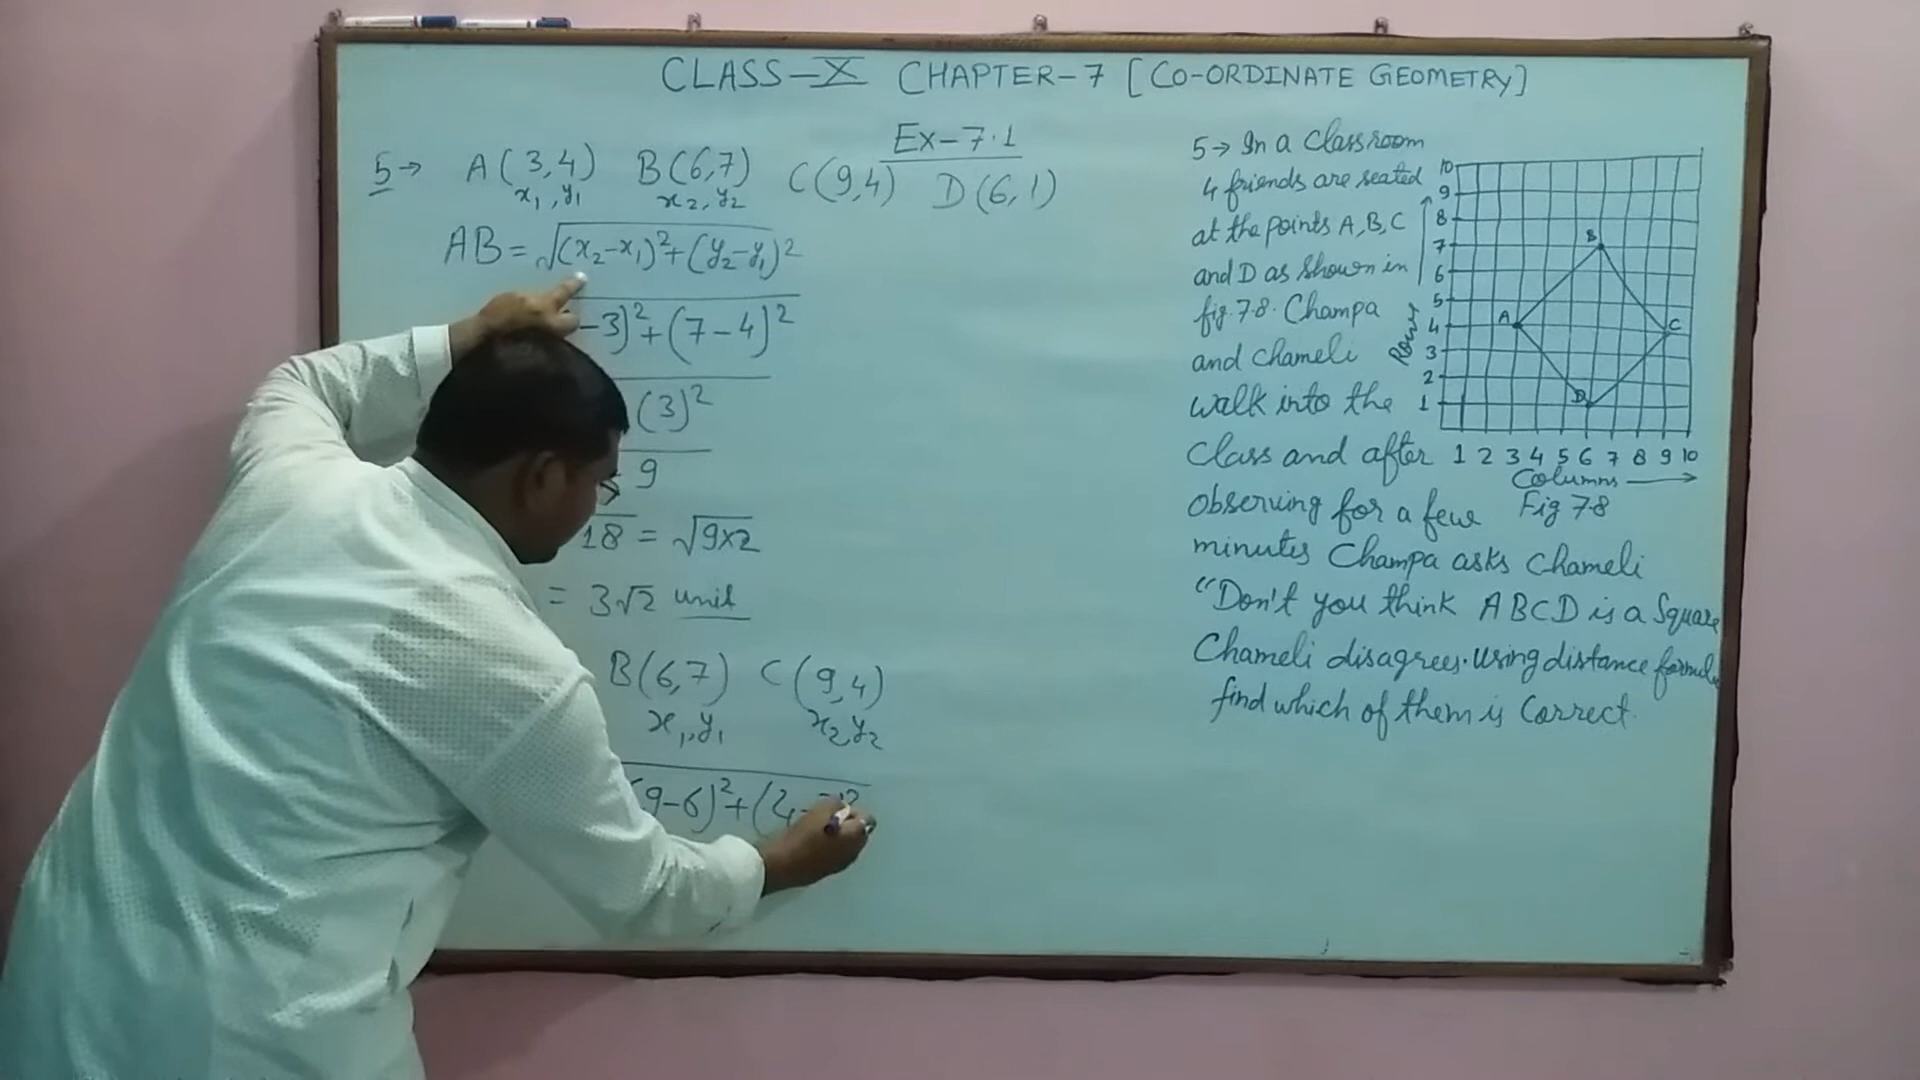 CLASS-X CHAPTER-7 [CO-ORDINATE GEOMETRY]
Ex-7.1
5→ A(3,4) B(6,7) C(9,4) D(6,1)
x₁, y₁ x₂, y₂
AB = √(x₂-x₁)²+(y₂-y₁)²
-3)²+(7-4)²
(3)²
9
18 = √9×2
= 3√2 unit
B(6,7) C(9,4)
x₁, y₁ x₂ y₂
9-6)²+(4-
5→ In a Classroom
4 friends are seated
at the points A, B, C
and D as shown in
fig. 7.8. Champa
and Chameli
walk into the
Class and after
observing for a few
minutes Champa asks Chameli
"Don't you think ABCD is a Square
Chameli disagrees. using distance formula
find which of them is Correct.
10
9
8
7
6
5
4
3
2
1
Rows
A
B
C
D
1 2 3 4 5 6 7 8 9 10
Columns →
Fig 7.8